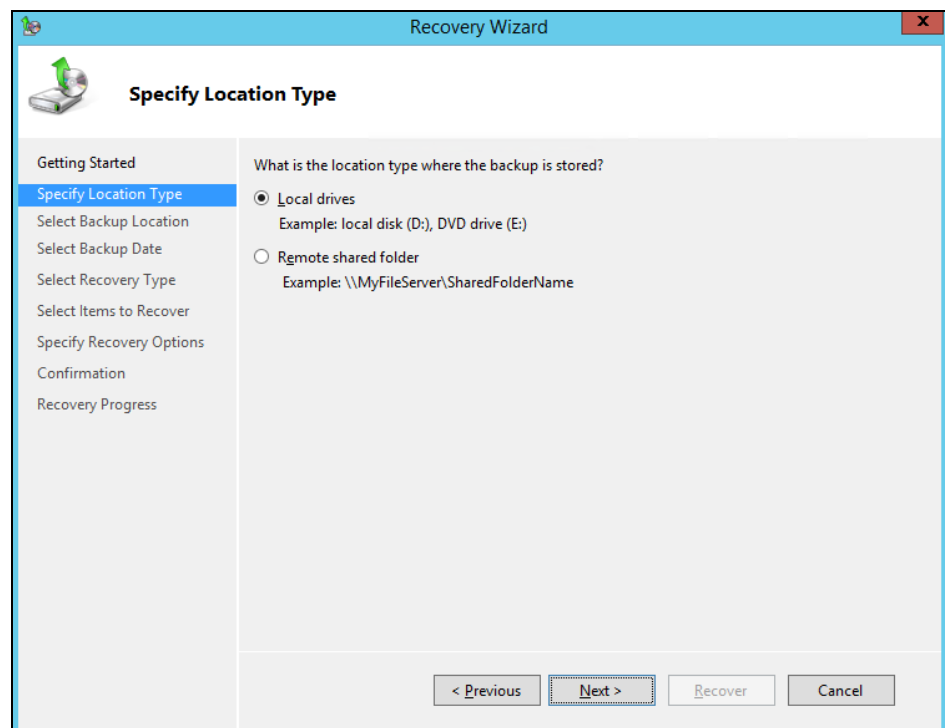 Recovery Wizard
x
Specify Location Type
Getting Started
Specify Location Type
Select Backup Location
Select Backup Date
Select Recovery Type
Select Items to Recover
Specify Recovery Options
Confirmation
Recovery Progress
What is the location type where the backup is stored?
Local drives
Example: local disk (D:), DVD drive (E:)
Remote shared folder
Example: \\MyFileServer\SharedFolderName
< Previous
Next >
Recover
Cancel